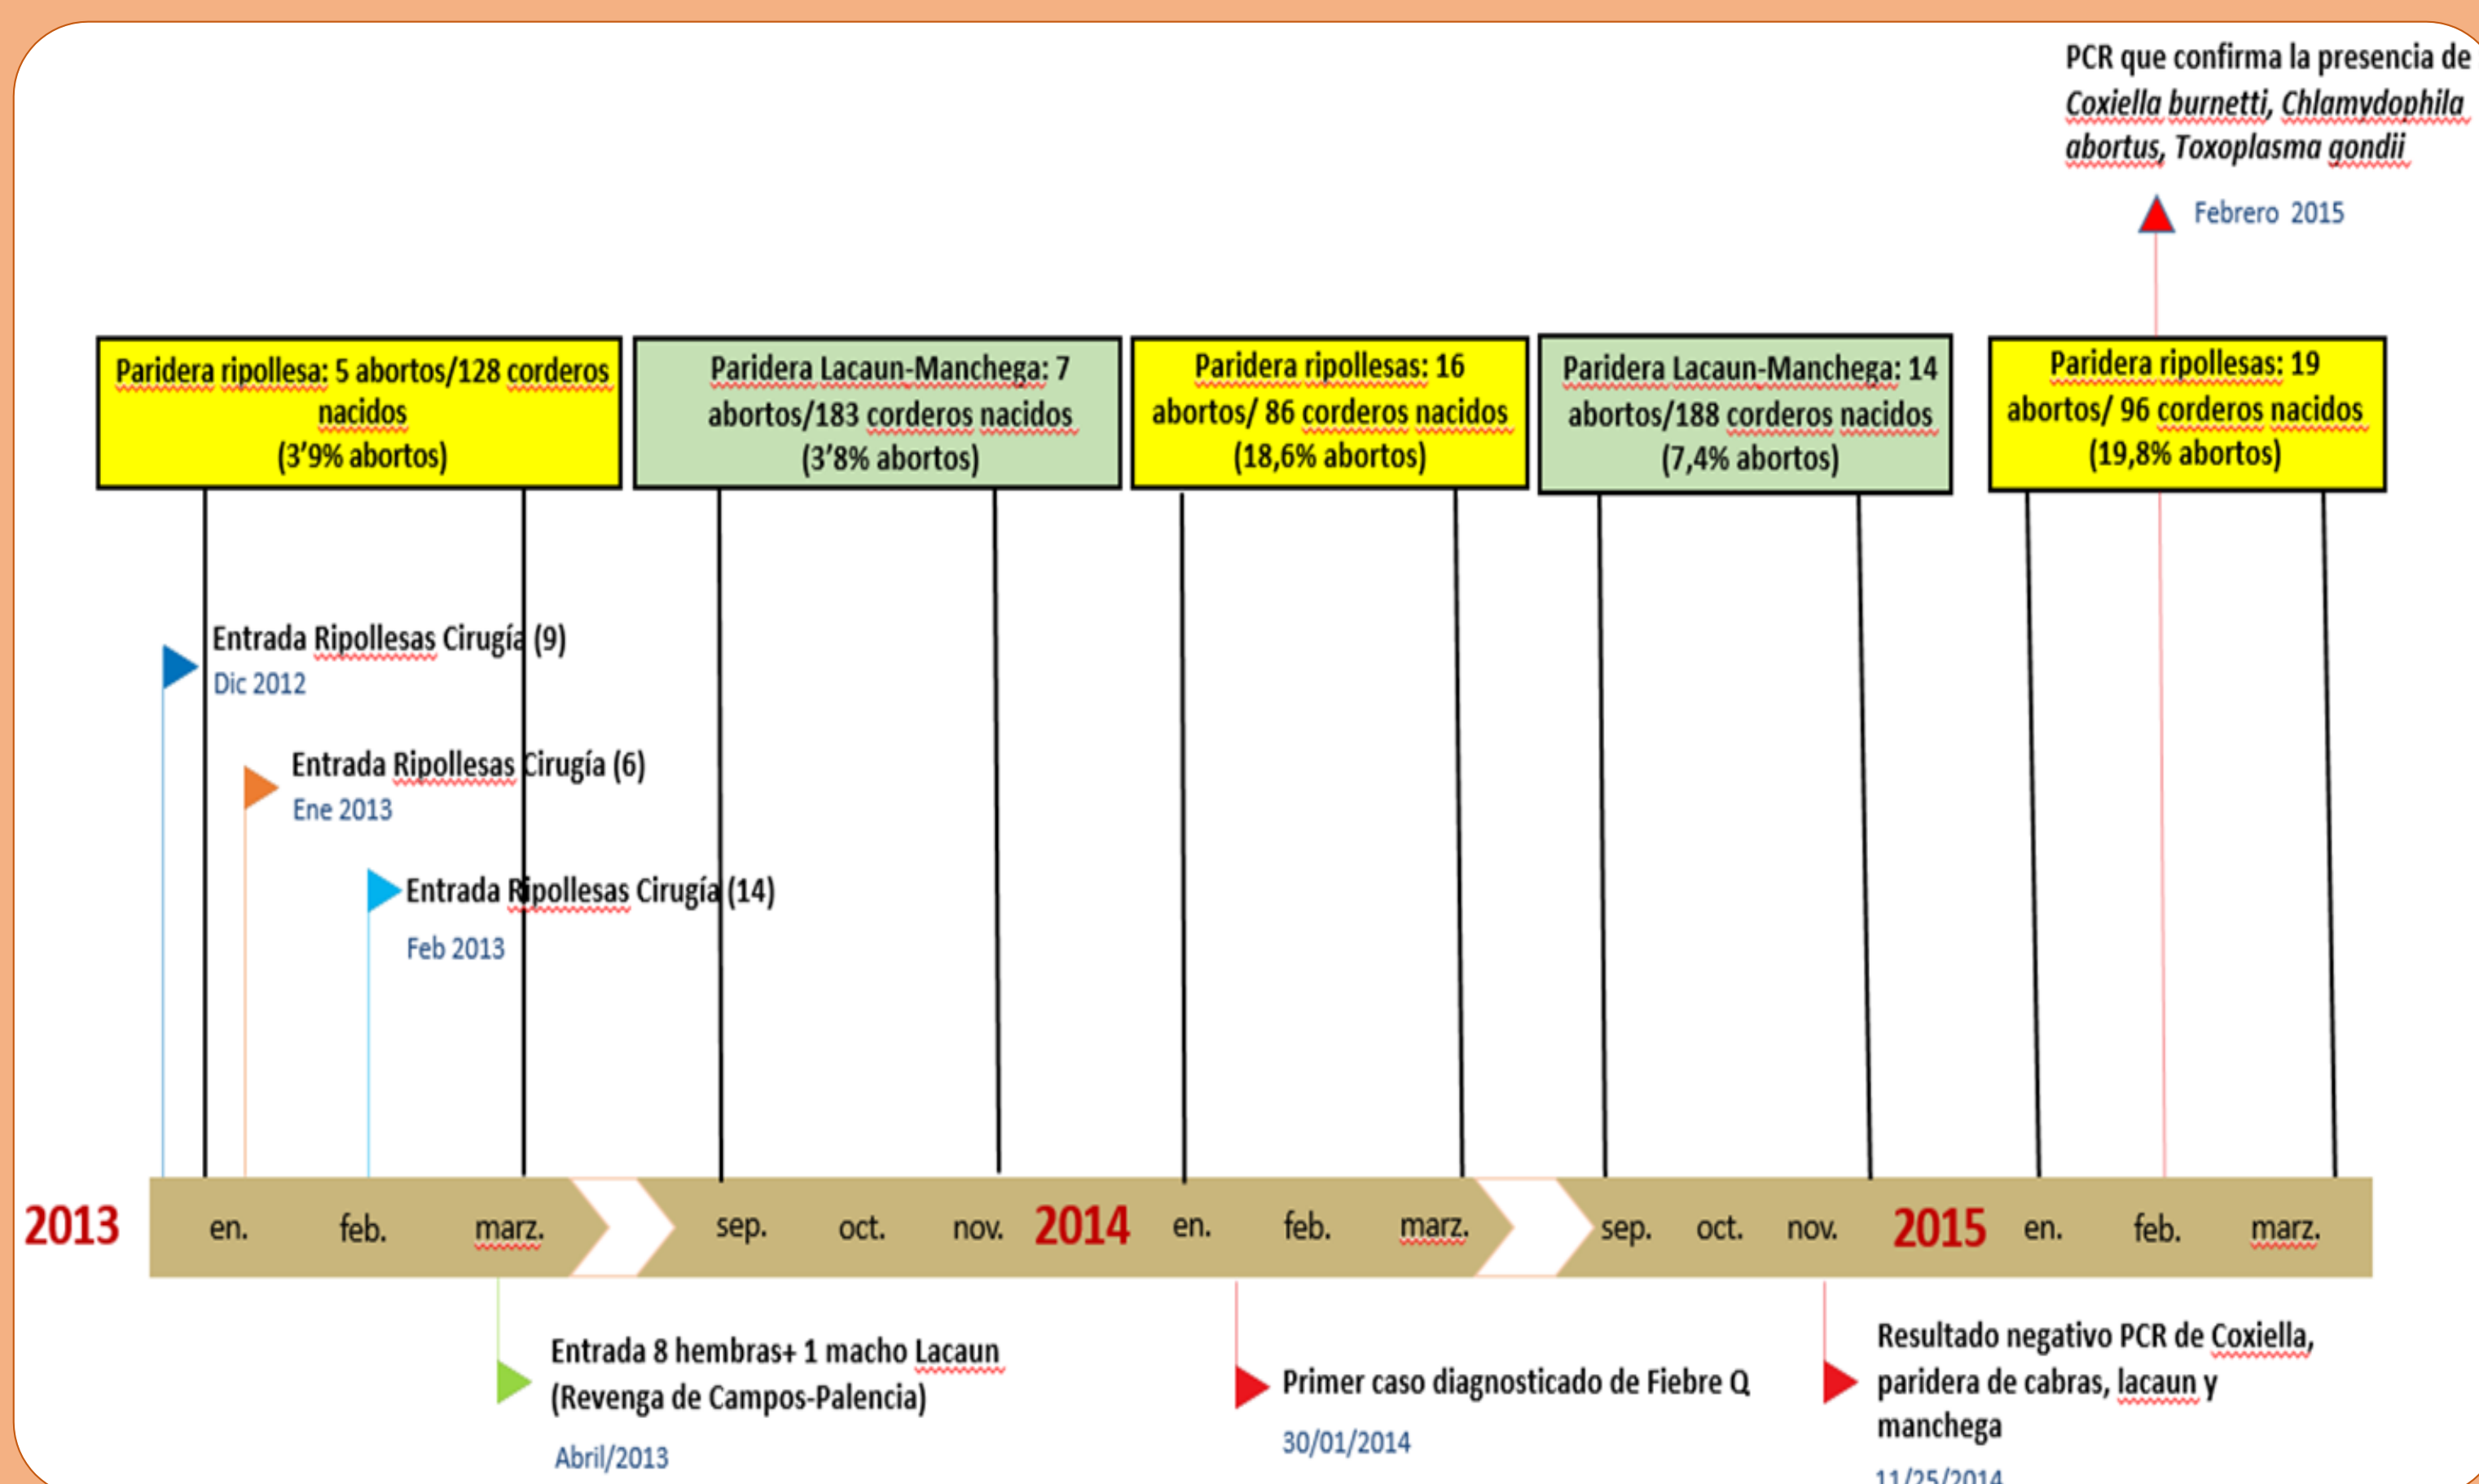 PCR que confirma la presencia de
Coxiella burnetti, Chlamydophila
abortus, Toxoplasma gondii
Febrero 2015
Paridera ripollesa: 5 abortos/128 corderos
nacidos
(3’9% abortos)
Paridera Lacaun-Manchega: 7
abortos/183 corderos nacidos
(3’8% abortos)
Paridera ripollesas: 16
abortos/ 86 corderos nacidos
(18,6% abortos)
Paridera Lacaun-Manchega: 14
abortos/188 corderos nacidos
(7,4% abortos)
Paridera ripollesas: 19
abortos/ 96 corderos nacidos
(19,8% abortos)
Entrada Ripollesas Cirugía (9)
Dic 2012
Entrada Ripollesas Cirugía (6)
Ene 2013
Entrada Ripollesas Cirugía (14)
Feb 2013
2013 en. feb. marz. sep. oct. nov. 2014 en. feb. marz. sep. oct. nov. 2015 en. feb. marz.
Entrada 8 hembras+ 1 macho Lacaun
(Revenga de Campos-Palencia)
Abril/2013
Primer caso diagnosticado de Fiebre Q
30/01/2014
Resultado negativo PCR de Coxiella,
paridera de cabras, lacaun y
manchega
11/25/2014